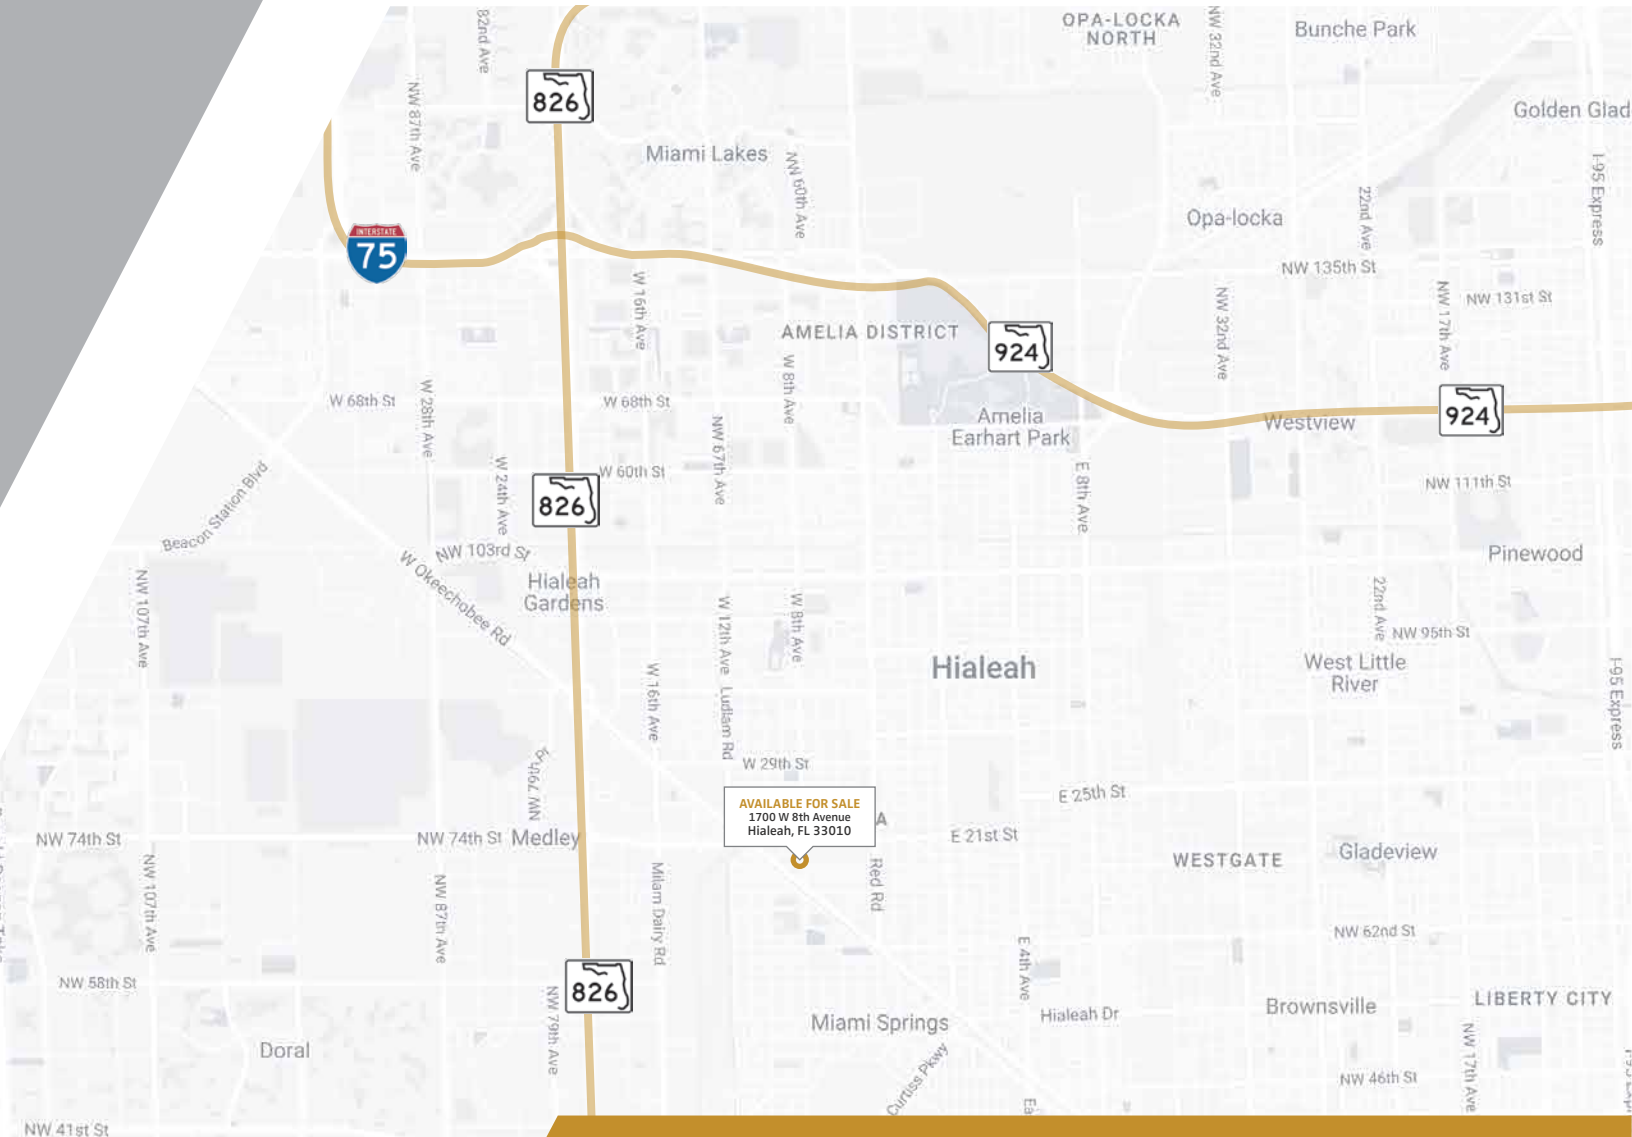 OPA-LOCKA
NORTH
Bunche Park
82nd Ave
NW 32nd Ave
826
NW 87th Ave
Golden Glad
Miami Lakes
NW 60th Ave
I-95 Express
22nd Ave
Opa-locka
INTERSTATE
75
NW 135th St
W 16th Ave
NW 32nd Ave
NW 17th Ave
NW 131st St
AMELIA DISTRICT
924
W 8th Ave
W 68th St
W 28th Ave
W 68th St
Amelia
Earhart Park
Westview
924
NW 67th Ave
W 60th St
W 24th Ave
826
E 8th Ave
NW 111th St
Beacon Station Blvd
NW 103rd St
W Okeechobee Rd
Hialeah
Gardens
Pinewood
NW 107th Ave
W 12th Ave
W 8th Ave
22nd Ave
NW 95th St
Hialeah
West Little
River
W 16th Ave
Ludlam Rd
I-95 Express
NW 79th Pl
W 29th St
E 25th St
AVAILABLE FOR SALE
1700 W 8th Avenue
Hialeah, FL 33010
A
NW 74th St
NW 74th St
Medley
E 21st St
WESTGATE
Gladeview
NW 107th Ave
NW 87th Ave
Milam Dairy Rd
Red Rd
NW 62nd St
E 4th Ave
NW 58th St
826
NW 79th Ave
Miami Springs
Hialeah Dr
Brownsville
LIBERTY CITY
Doral
Curtiss Pkwy
NW 17th Ave
NW 46th St
Ea
NW 41st St